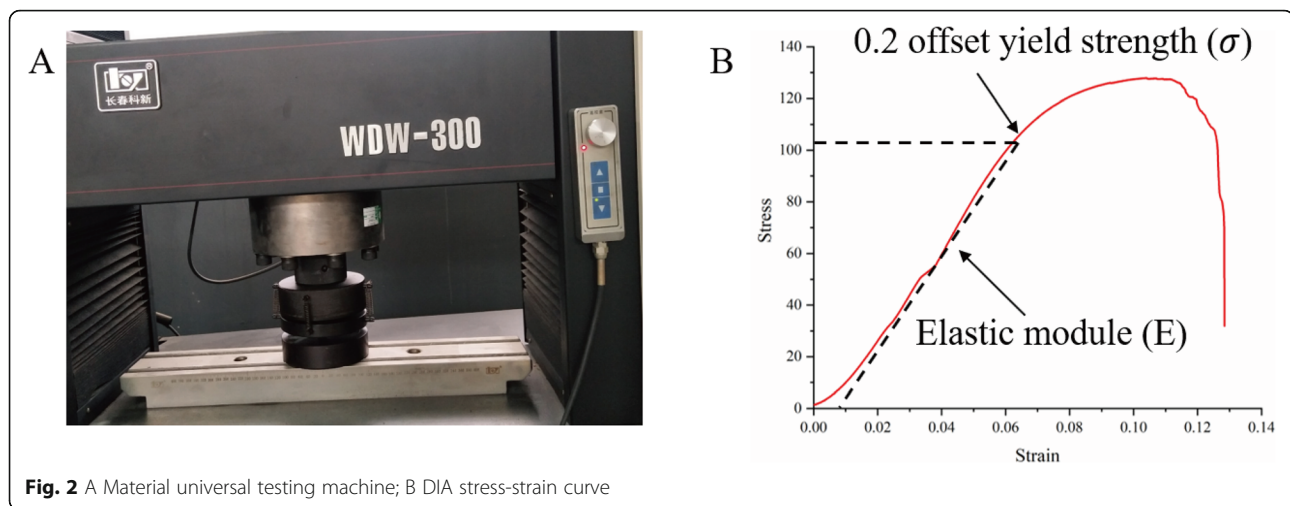 A
长春科新
WDW-300
B
0.2 offset yield strength (σ)
Elastic module (E)
140
120
100
80
60
40
20
0
Stress
0.00 0.02 0.04 0.06 0.08 0.10 0.12 0.14
Strain
Fig. 2 A Material universal testing machine; B DIA stress-strain curve